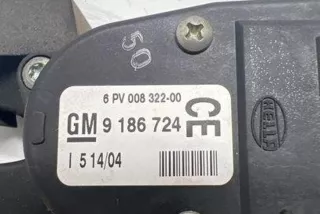 50
6 PV 008 322-00
GM 9 186 724
CE
I 514/04
HELLA